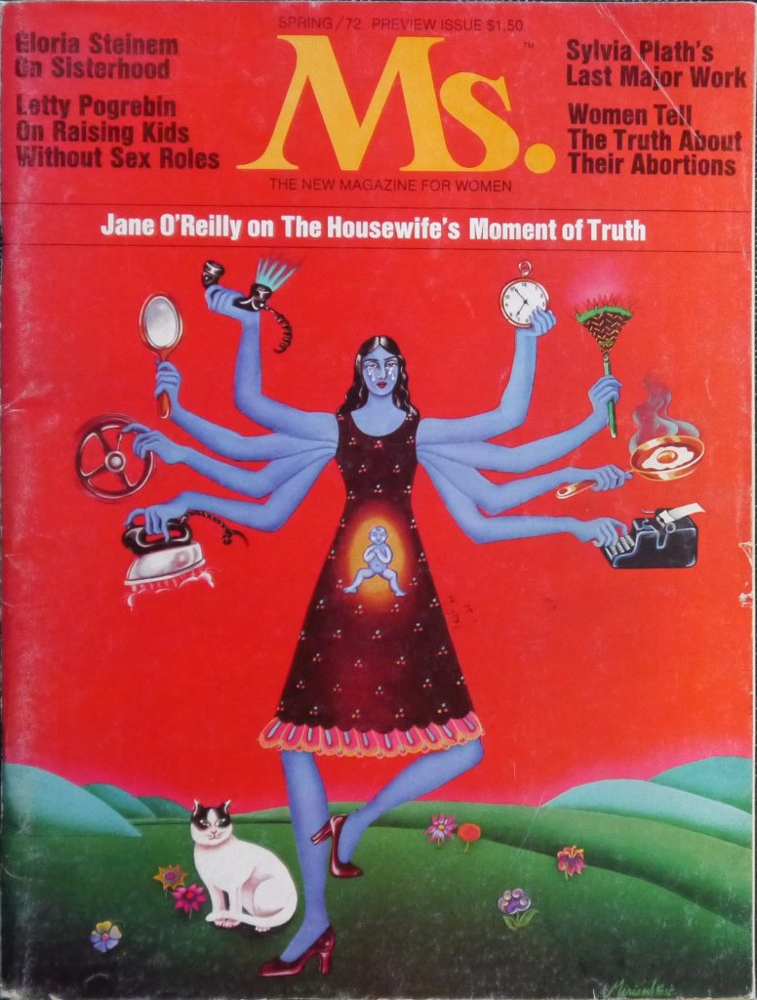 SPRING/72 PREVIEW ISSUE $1.50
Gloria Steinem
On Sisterhood
Letty Pogrebin
On Raising Kids
Without Sex Roles
Ms.™
THE NEW MAGAZINE FOR WOMEN
Sylvia Plath's
Last Major Work
Women Tell
The Truth About
Their Abortions
Jane O'Reilly on The Housewife's Moment of Truth